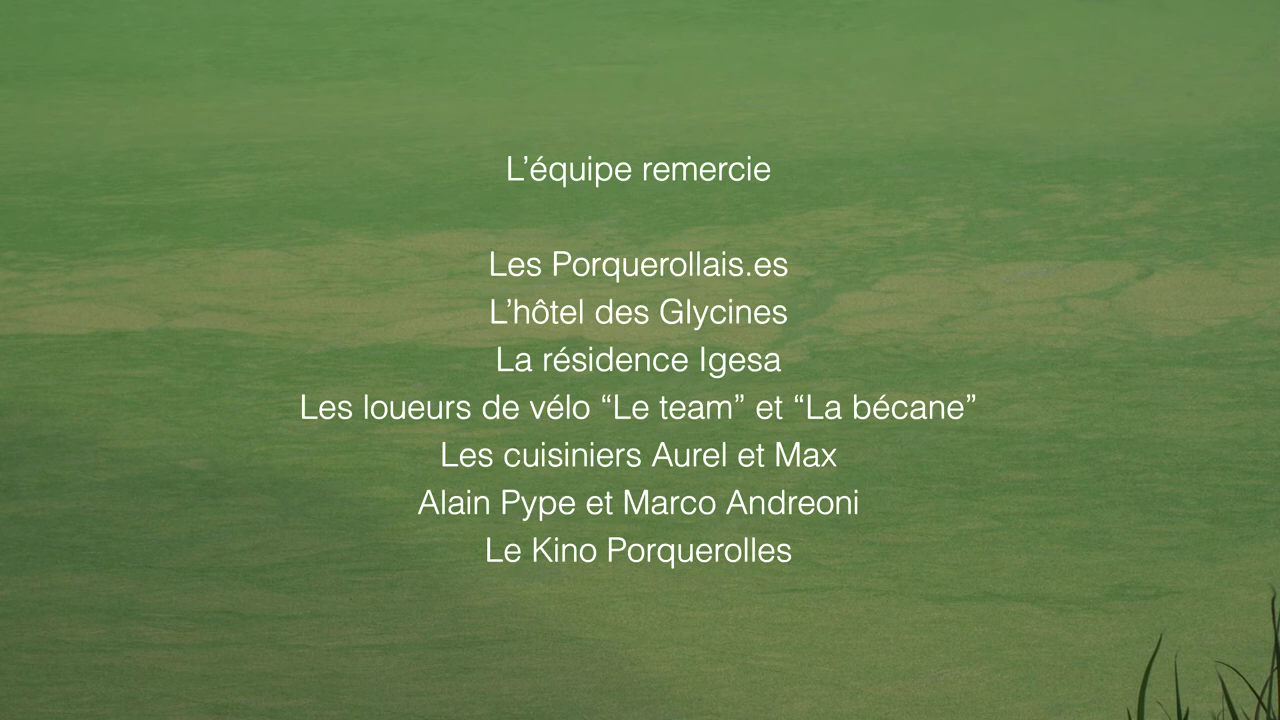 L’équipe remercie
Les Porquerollais.es
L’hôtel des Glycines
La résidence Igesa
Les loueurs de vélo “Le team” et “La bécane”
Les cuisiniers Aurel et Max
Alain Pype et Marco Andreoni
Le Kino Porquerolles